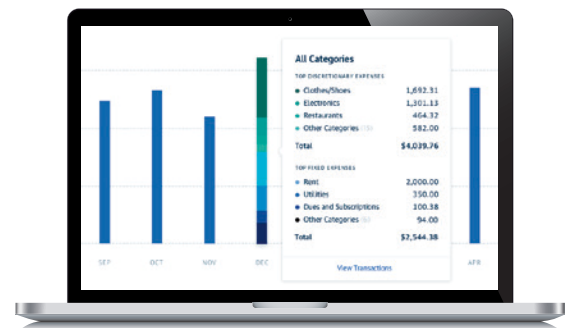 All Categories
TOP DISCRETIONARY EXPENSES
Clothes/Shoes 1,692.31
Electronics 1,301.13
Restaurants 464.32
Other Categories (5) 582.00
Total $4,039.76
TOP FIXED EXPENSES
Rent 2,000.00
Utilities 350.00
Dues and Subscriptions 100.38
Other Categories 94.00
Total $2,544.38
View Transactions
SEP OCT NOV DEC APR